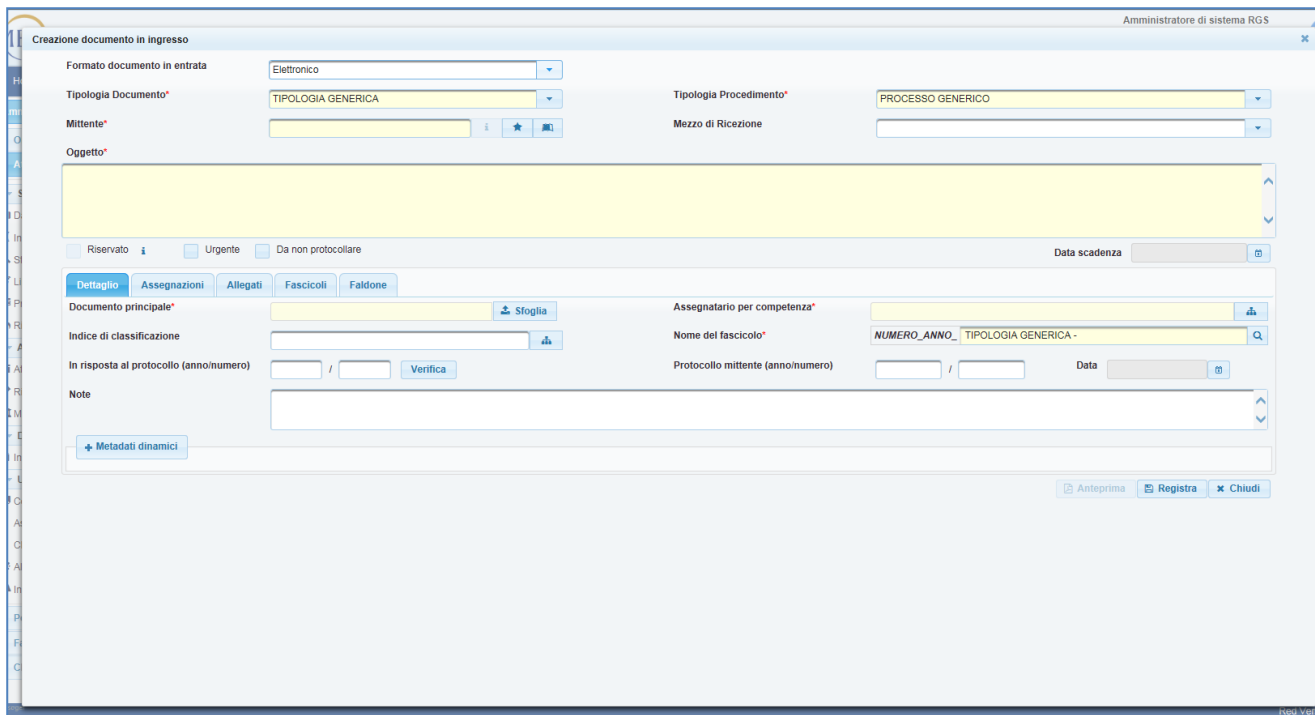 Amministratore di sistema RGS
Creazione documento in ingresso
Formato documento in entrata Elettronico
Tipologia Documento* TIPOLOGIA GENERICA Tipologia Procedimento* PROCESSO GENERICO
Mittente* Mezzo di Ricezione
Oggetto*
Riservato Urgente Da non protocollare Data scadenza
Dettaglio Assegnazioni Allegati Fascicoli Faldone
Documento principale* Sfoglia Assegnatario per competenza*
Indice di classificazione Nome del fascicolo* NUMERO_ANNO_ TIPOLOGIA GENERICA -
In risposta al protocollo (anno/numero) / Verifica Protocollo mittente (anno/numero) / Data
Note
+ Metadati dinamici
Anteprima Registra Chiudi